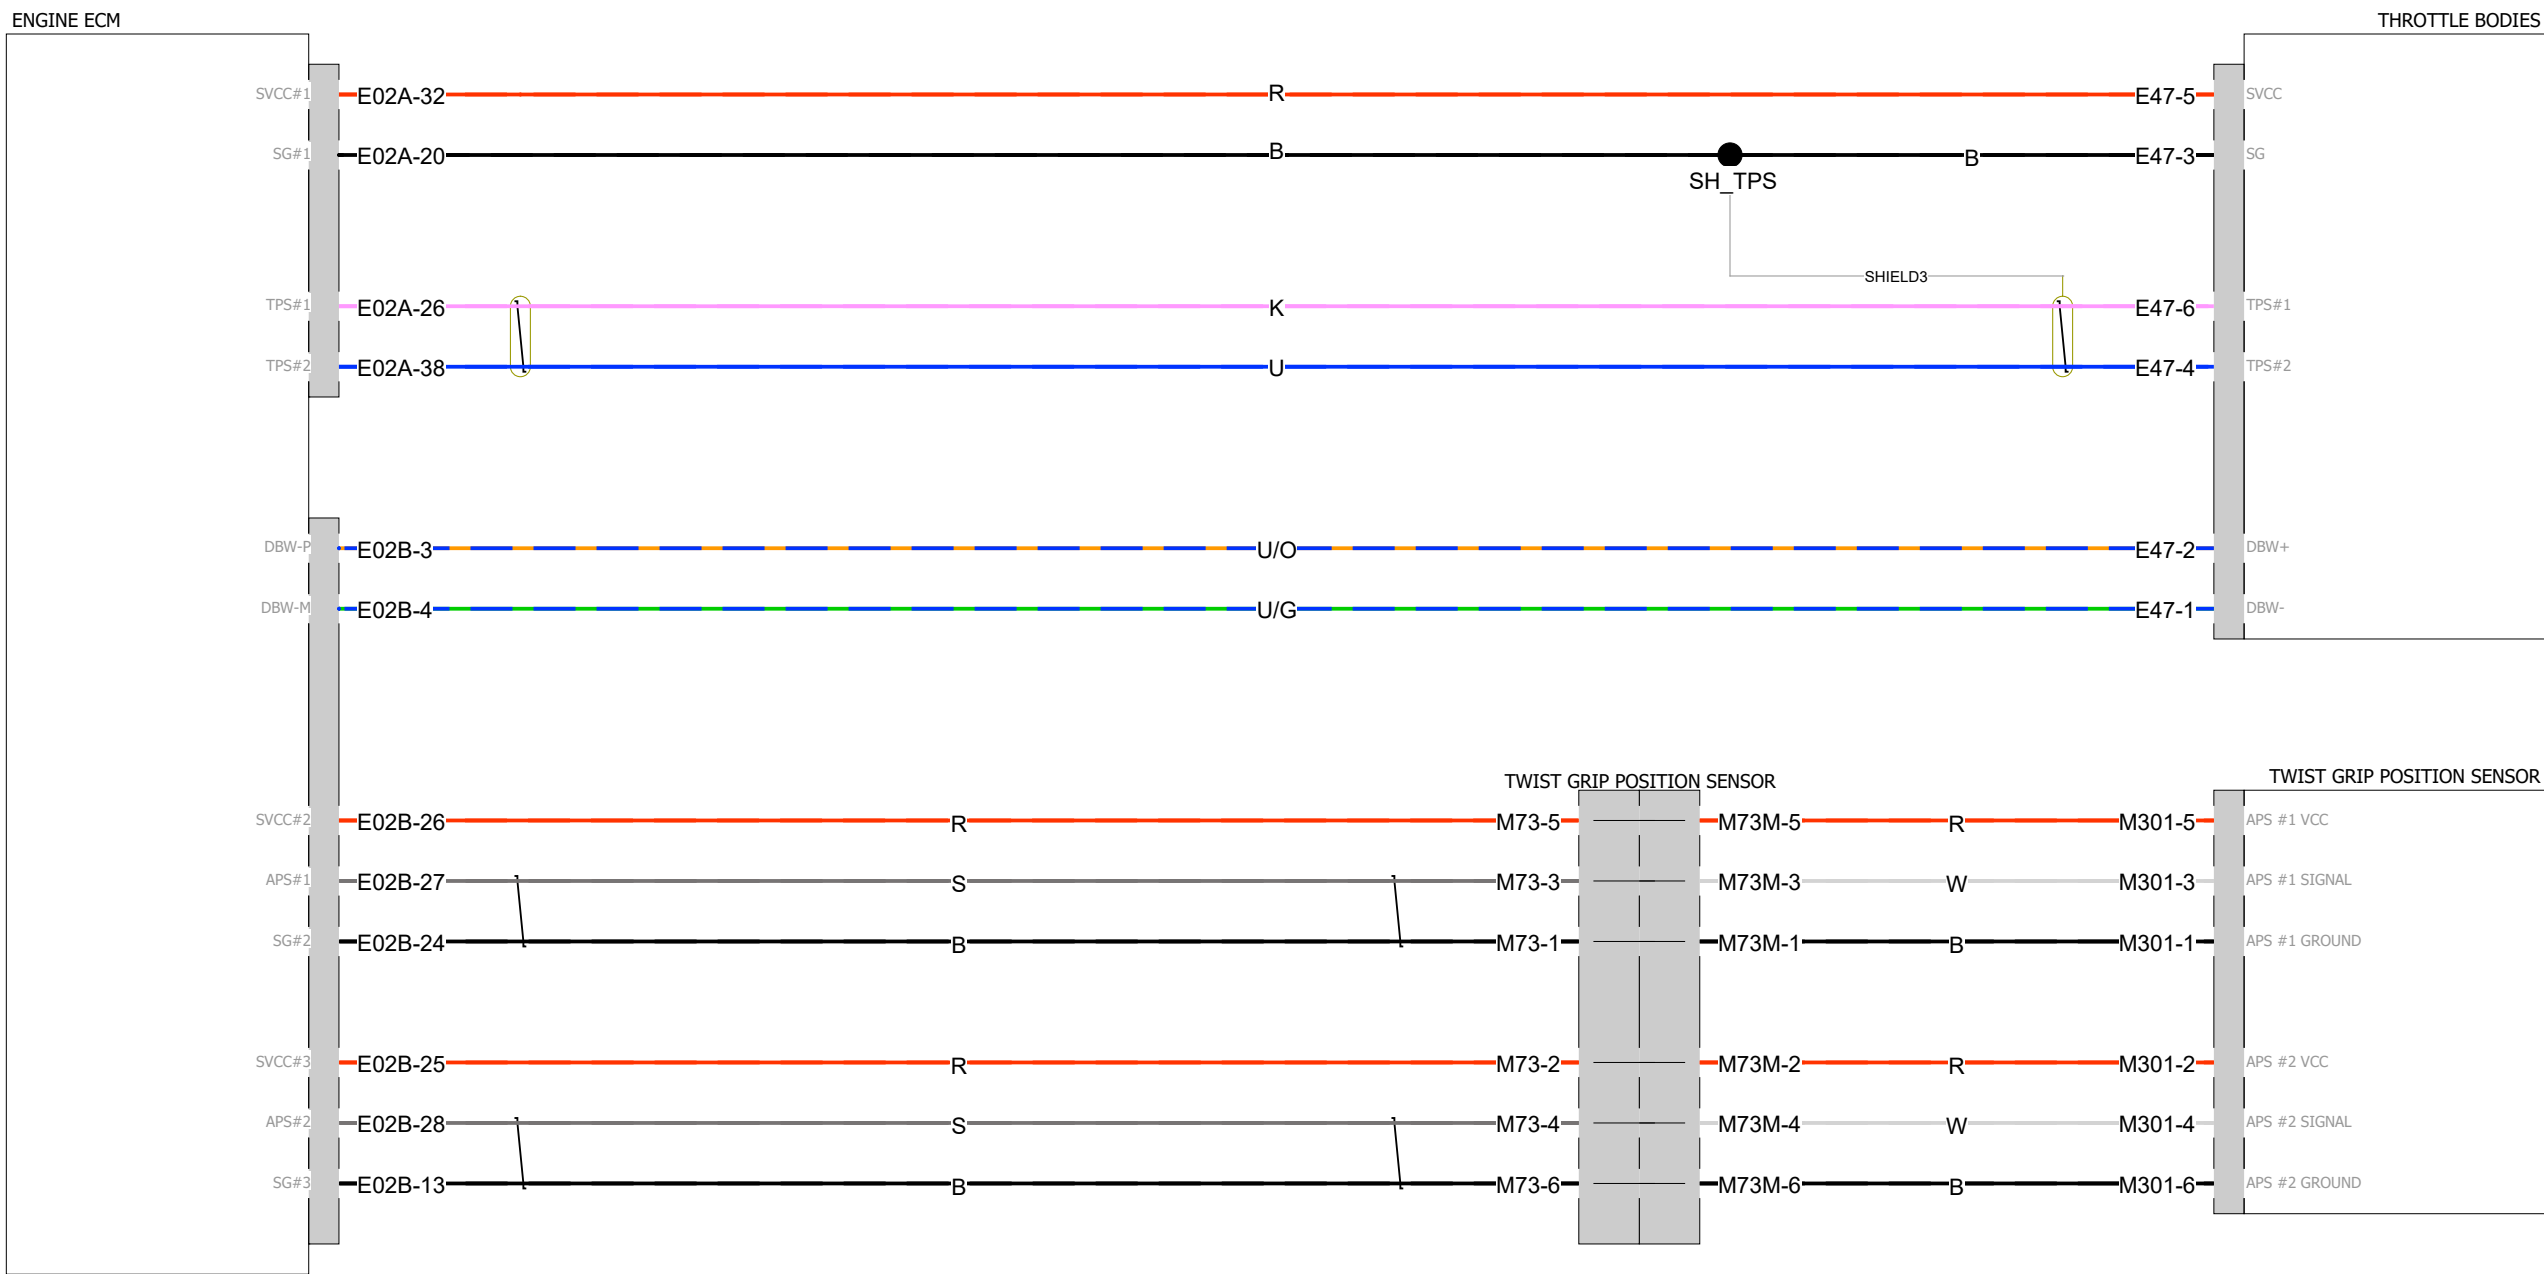 ENGINE ECM THROTTLE BODIES
SVCC#1 E02A-32 R E47-5 SVCC
SG#1 E02A-20 B B E47-3 SG
SH_TPS
SHIELD3
TPS#1 E02A-26 K E47-6 TPS#1
TPS#2 E02A-38 U E47-4 TPS#2
DBW-P E02B-3 U/O E47-2 DBW+
DBW-M E02B-4 U/G E47-1 DBW-
TWIST GRIP POSITION SENSOR TWIST GRIP POSITION SENSOR
SVCC#2 E02B-26 R M73-5 M73M-5 R M301-5 APS #1 VCC
APS#1 E02B-27 S M73-3 M73M-3 W M301-3 APS #1 SIGNAL
SG#2 E02B-24 B M73-1 M73M-1 B M301-1 APS #1 GROUND
SVCC#3 E02B-25 R M73-2 M73M-2 R M301-2 APS #2 VCC
APS#2 E02B-28 S M73-4 M73M-4 W M301-4 APS #2 SIGNAL
SG#3 E02B-13 B M73-6 M73M-6 B M301-6 APS #2 GROUND